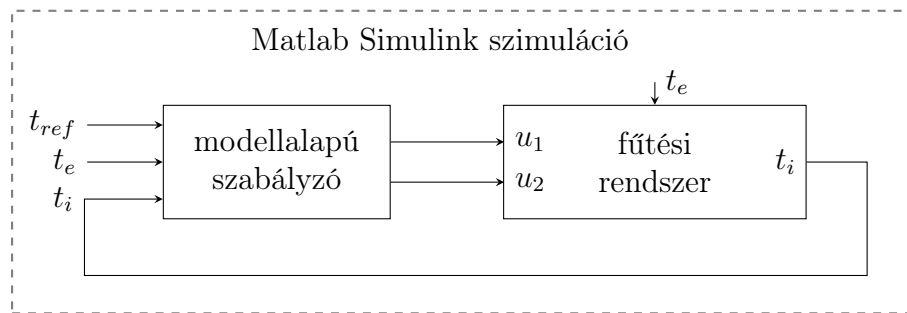 Matlab Simulink szimuláció
t_e
t_ref
t_e
t_i
modellalapú
szabályzó
u_1
u_2
fűtési
rendszer
t_i